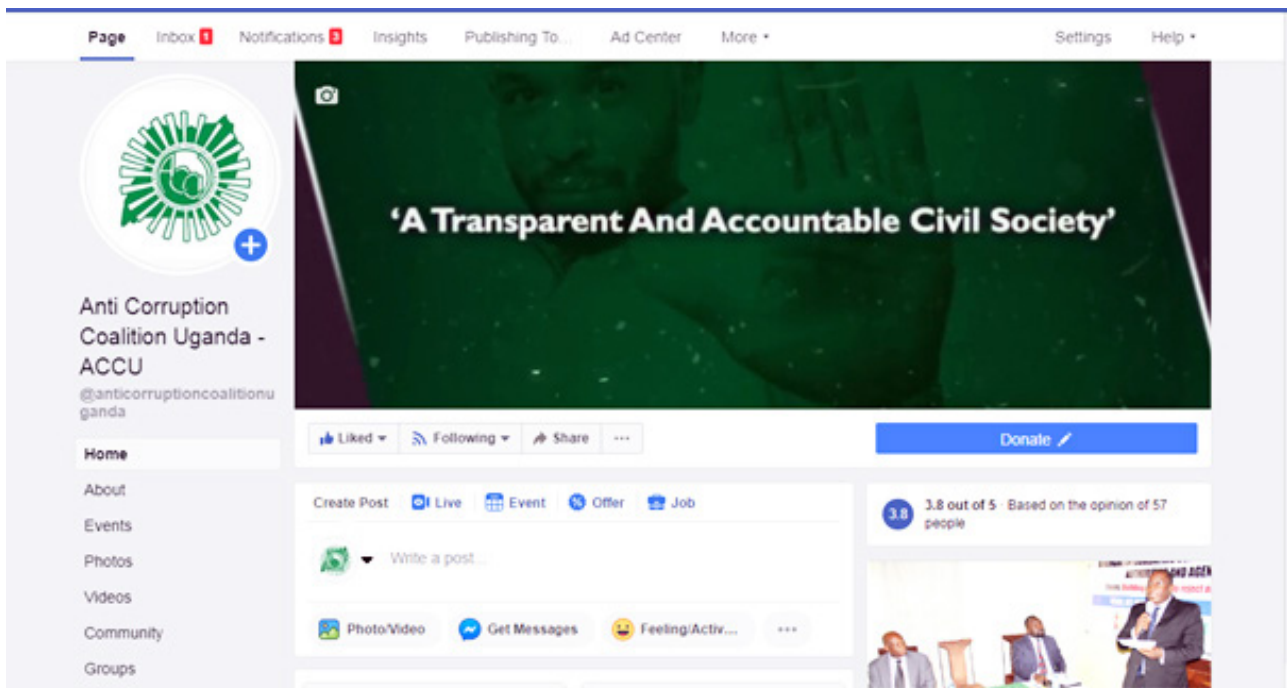 Page Inbox 1 Notifications 3 Insights Publishing To... Ad Center More Settings Help
'A Transparent And Accountable Civil Society'
Anti Corruption
Coalition Uganda -
ACCU
@anticorruptioncoalitionu
ganda
Home
About
Events
Photos
Videos
Community
Groups
Liked Following Share ...
Donate
Create Post Live Event Offer Job
Write a post...
Photo/Video Get Messages Feeling/Activ... ...
3.8
3.8 out of 5 · Based on the opinion of 57
people
AND AGEN